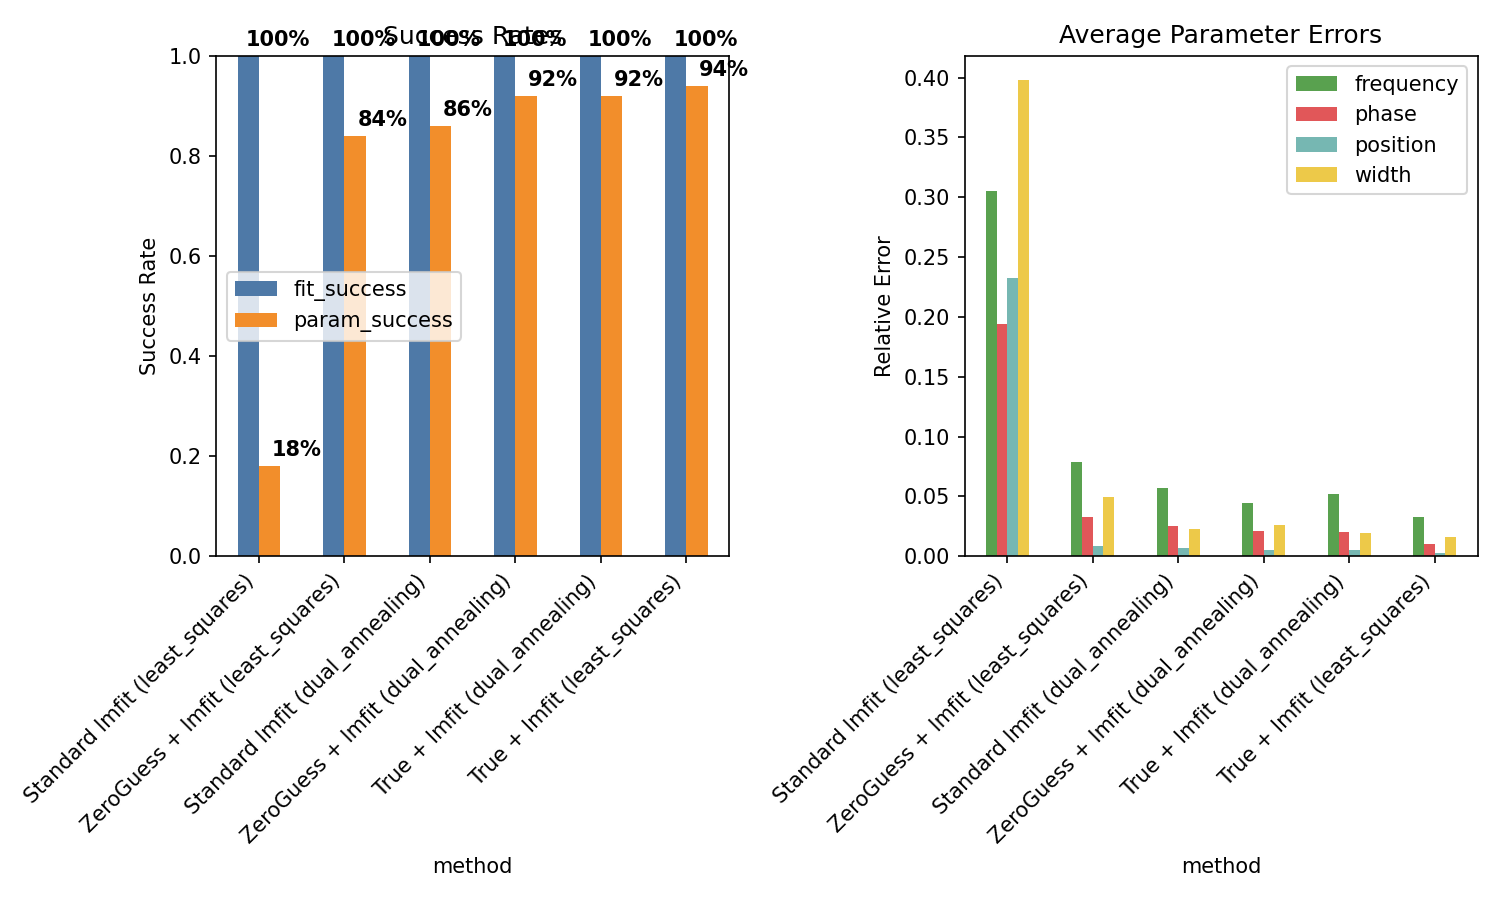 Success Rates
100%
100%
100%
100%
100%
100%
18%
84%
86%
92%
92%
94%
Success Rate
1.0
0.8
0.6
0.4
0.2
0.0
fit_success
param_success
Standard lmfit (least_squares)
ZeroGuess + lmfit (least_squares)
Standard lmfit (dual_annealing)
ZeroGuess + lmfit (dual_annealing)
True + lmfit (dual_annealing)
True + lmfit (least_squares)
method
Average Parameter Errors
Relative Error
0.40
0.35
0.30
0.25
0.20
0.15
0.10
0.05
0.00
frequency
phase
position
width
Standard lmfit (least_squares)
ZeroGuess + lmfit (least_squares)
Standard lmfit (dual_annealing)
ZeroGuess + lmfit (dual_annealing)
True + lmfit (dual_annealing)
True + lmfit (least_squares)
method